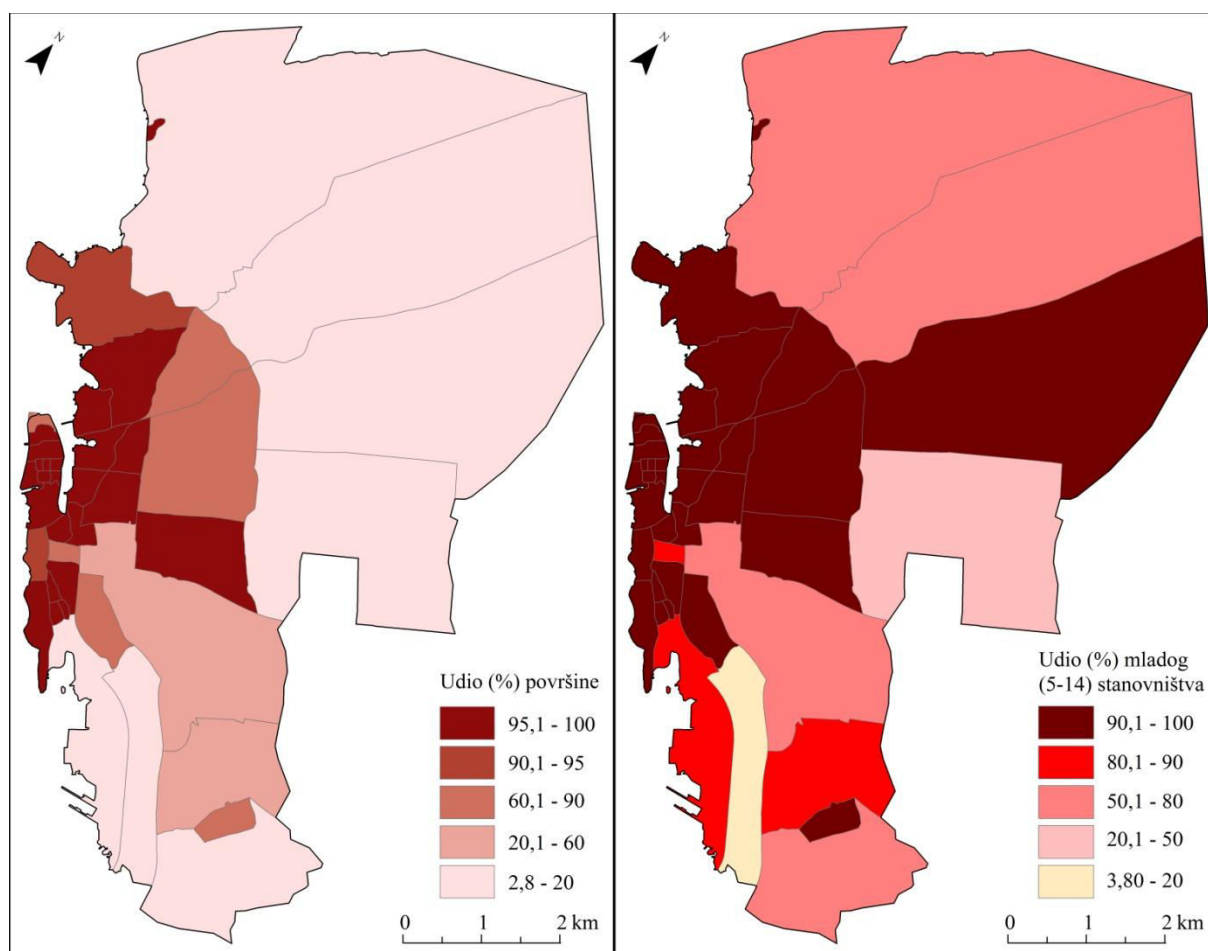 N
Udio (%) površine
95,1 - 100
90,1 - 95
60,1 - 90
20,1 - 60
2,8 - 20
0 1 2 km
N
Udio (%) mladog
(5-14) stanovništva
90,1 - 100
80,1 - 90
50,1 - 80
20,1 - 50
3,80 - 20
0 1 2 km